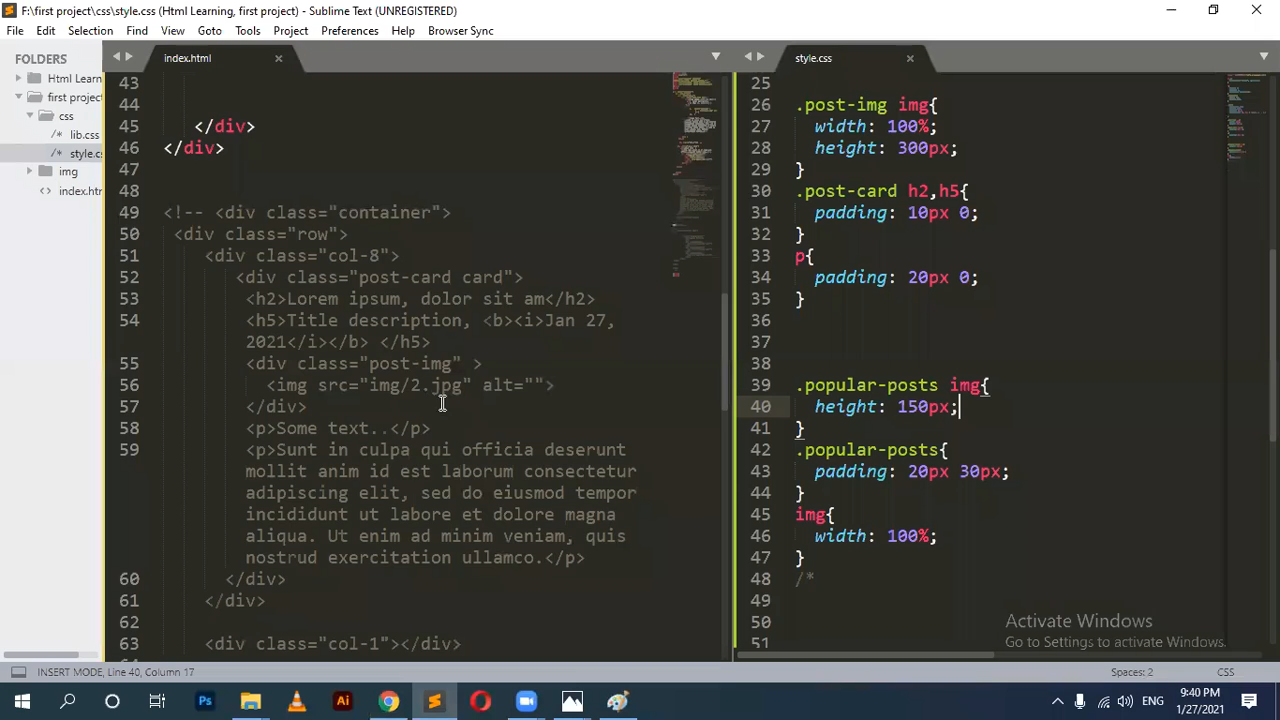 F:\first project\css\style.css (Html Learning, first project) - Sublime Text (UNREGISTERED)
File Edit Selection Find View Goto Tools Project Preferences Help Browser Sync
FOLDERS
Html Learn
first project
css
lib.css
style.cs
img
index.htm
index.html
43
44
45 </div>
46 </div>
47
48
49 <!-- <div class="container">
50 <div class="row">
51 <div class="col-8">
52 <div class="post-card card">
53 <h2>Lorem ipsum, dolor sit am</h2>
54 <h5>Title description, <b><i>Jan 27,
2021</i></b> </h5>
55 <div class="post-img" >
56 <img src="img/2.jpg" alt="">
57 </div>
58 <p>Some text..</p>
59 <p>Sunt in culpa qui officia deserunt
mollit anim id est laborum consectetur
adipiscing elit, sed do eiusmod tempor
incididunt ut labore et dolore magna
aliqua. Ut enim ad minim veniam, quis
nostrud exercitation ullamco.</p>
60 </div>
61 </div>
62
63 <div class="col-1"></div>
style.css
25
26 .post-img img{
27 width: 100%;
28 height: 300px;
29 }
30 .post-card h2,h5{
31 padding: 10px 0;
32 }
33 p{
34 padding: 20px 0;
35 }
36
37
38
39 .popular-posts img{
40 height: 150px;
41 }
42 .popular-posts{
43 padding: 20px 30px;
44 }
45 img{
46 width: 100%;
47 }
48 /*
49
50
51
Activate Windows
Go to Settings to activate Windows.
INSERT MODE, Line 40, Column 17
Spaces: 2
CSS
Ps
Ai
ENG
9:40 PM
1/27/2021